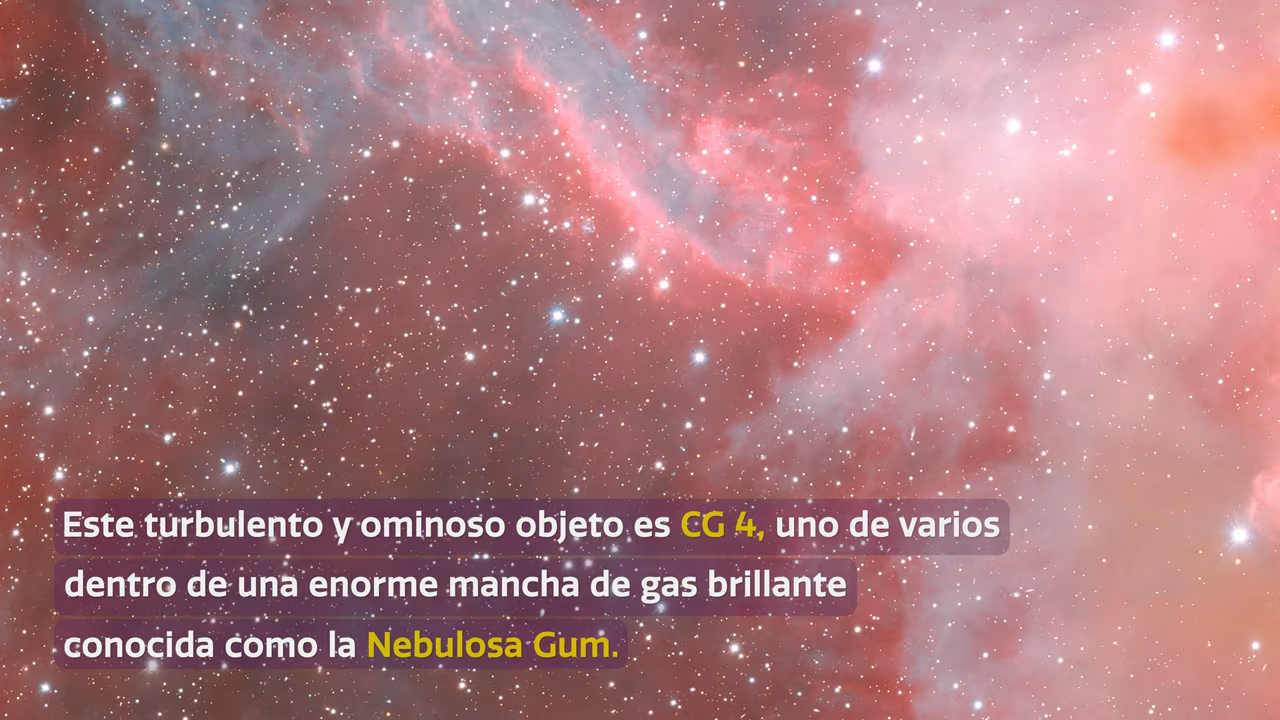 Este turbulento y ominoso objeto es CG 4, uno de varios
dentro de una enorme mancha de gas brillante
conocida como la Nebulosa Gum.